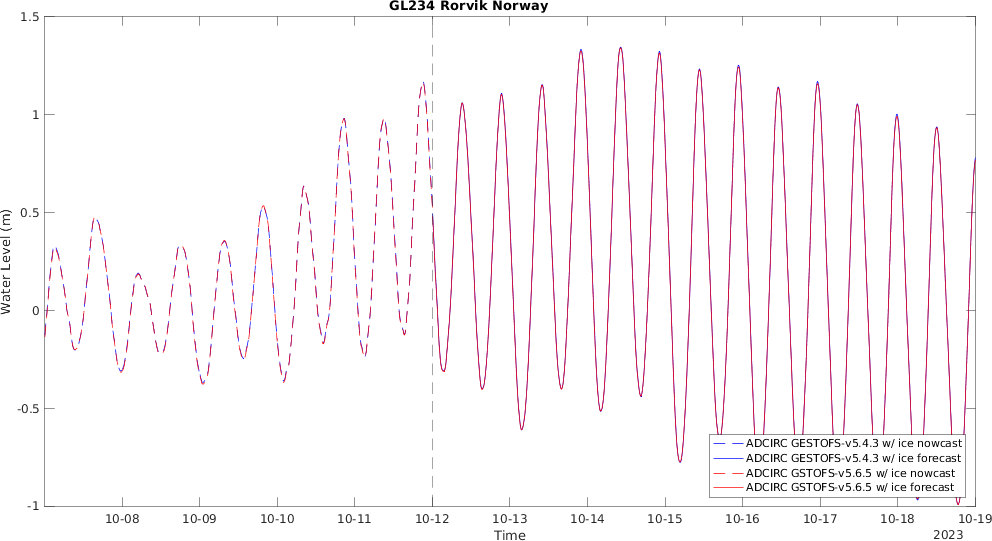 GL234 Rorvik Norway
1.5
1
0.5
0
-0.5
-1
Water Level (m)
10-08 10-09 10-10 10-11 10-12 10-13 10-14 10-15 10-16 10-17 10-18 10-19
Time
2023
ADCIRC GESTOFS-v5.4.3 w/ ice nowcast
ADCIRC GESTOFS-v5.4.3 w/ ice forecast
ADCIRC GSTOFS-v5.6.5 w/ ice nowcast
ADCIRC GSTOFS-v5.6.5 w/ ice forecast